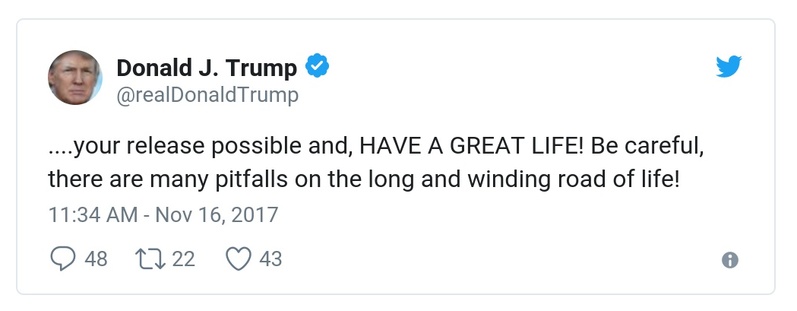 Donald J. Trump
@realDonaldTrump
....your release possible and, HAVE A GREAT LIFE! Be careful,
there are many pitfalls on the long and winding road of life!
11:34 AM - Nov 16, 2017
48 22 43